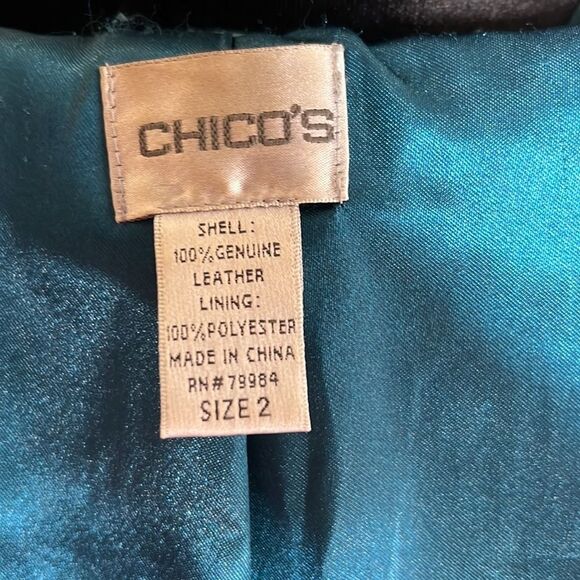 CHICO'S
SHELL:
100%GENUINE
LEATHER
LINING:
100%POLYESTER
MADE IN CHINA
RN#79984
SIZE 2